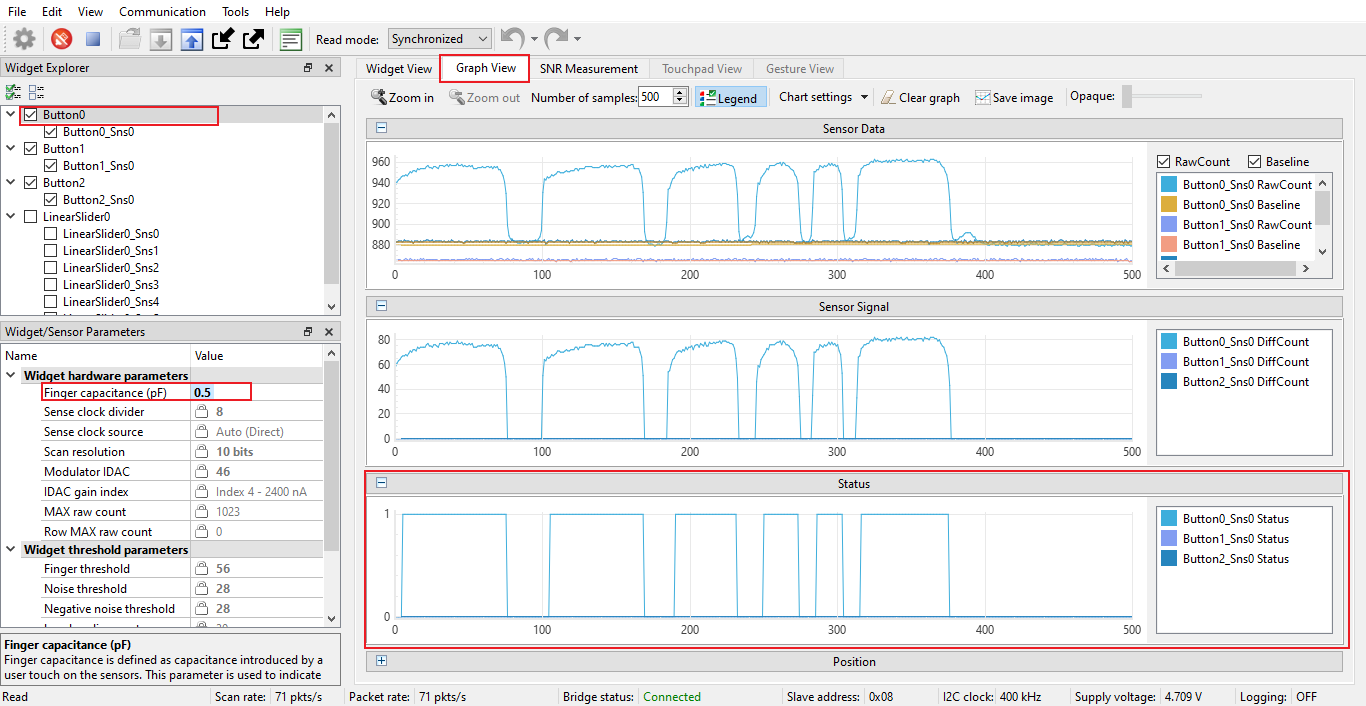 File Edit View Communication Tools Help
Read mode: Synchronized
Widget Explorer
Button0
Button0_Sns0
Button1
Button1_Sns0
Button2
Button2_Sns0
LinearSlider0
LinearSlider0_Sns0
LinearSlider0_Sns1
LinearSlider0_Sns2
LinearSlider0_Sns3
LinearSlider0_Sns4
Widget/Sensor Parameters
Name Value
Widget hardware parameters
Finger capacitance (pF) 0.5
Sense clock divider 8
Sense clock source Auto (Direct)
Scan resolution 10 bits
Modulator IDAC 46
IDAC gain index Index 4 - 2400 nA
MAX raw count 1023
Row MAX raw count 0
Widget threshold parameters
Finger threshold 56
Noise threshold 28
Negative noise threshold 28
Finger capacitance (pF)
Finger capacitance is defined as capacitance introduced by a
user touch on the sensors. This parameter is used to indicate
Widget View Graph View SNR Measurement Touchpad View Gesture View
Zoom in Zoom out Number of samples: 500 Legend Chart settings Clear graph Save image Opaque:
Sensor Data
960
940
920
900
880
0 100 200 300 400 500
RawCount Baseline
Button0_Sns0 RawCount
Button0_Sns0 Baseline
Button1_Sns0 RawCount
Button1_Sns0 Baseline
Sensor Signal
80
60
40
20
0
0 100 200 300 400 500
Button0_Sns0 DiffCount
Button1_Sns0 DiffCount
Button2_Sns0 DiffCount
Status
1
0
0 100 200 300 400 500
Button0_Sns0 Status
Button1_Sns0 Status
Button2_Sns0 Status
Position
Read Scan rate: 71 pkts/s Packet rate: 71 pkts/s Bridge status: Connected Slave address: 0x08 I2C clock: 400 kHz Supply voltage: 4.709 V Logging: OFF